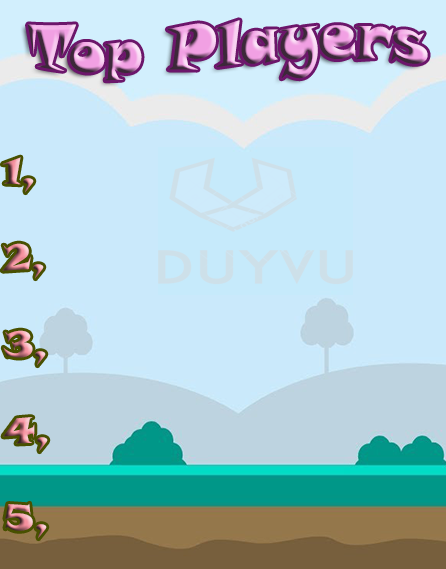 Top Players
1,
DUYVU
2,
3,
4,
5,